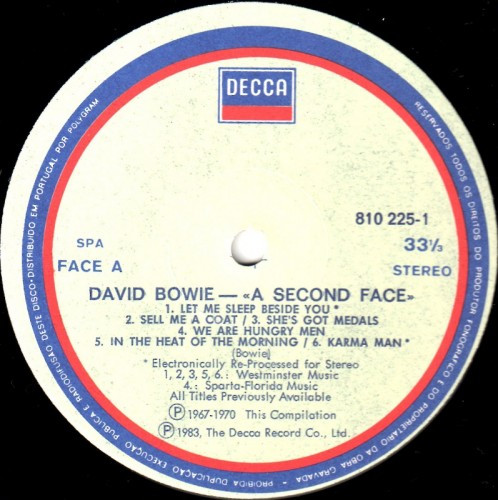 DECCA
810 225-1
SPA
33⅓
FACE A
STEREO
DAVID BOWIE — «A SECOND FACE»
1. LET ME SLEEP BESIDE YOU *
2. SELL ME A COAT / 3. SHE'S GOT MEDALS
4. WE ARE HUNGRY MEN
5. IN THE HEAT OF THE MORNING / 6. KARMA MAN *
(Bowie)
* Electronically Re-Processed for Stereo
1, 2, 3, 5, 6,: Westminster Music
4.: Sparta-Florida Music
All Titles Previously Available
Ⓟ 1967-1970 This Compilation
Ⓟ 1983, The Decca Record Co., Ltd.
RESERVADOS TODOS OS DIREITOS DO PRODUTOR FONOGRÁFICO E DO PROPRIETÁRIO DA OBRA GRAVADA - PROIBIDA DUPLICAÇÃO, EXECUÇÃO PÚBLICA E RADIODIFUSÃO DESTE DISCO - DISTRIBUIDO EM PORTUGAL POR POLYGRAM